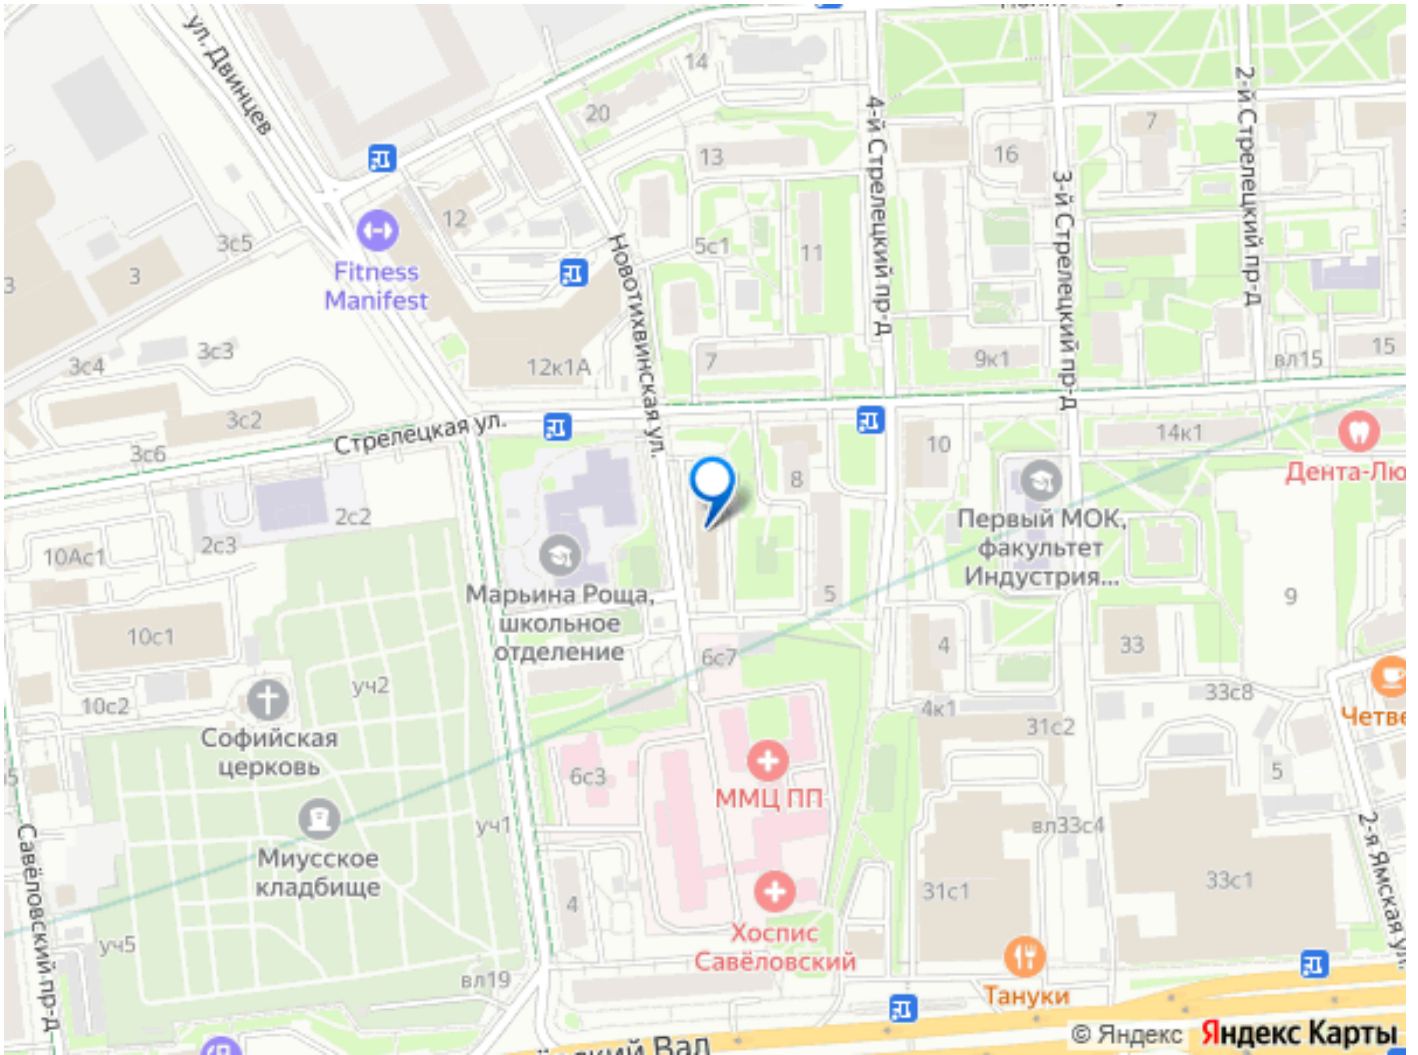 ул. Двинцев
14
20
13
16
7
4-й Стрелецкий пр-д
3-й Стрелецкий пр-д
2-й Стрелецкий пр-д
12
3с5
3
3
Fitness
Manifest
Новотихвинская ул.
5с1
11
3с3
3с4
12к1А
7
9к1
вл15
15
3с2
Стрелецкая ул.
3с6
8
10
14к1
Дента-Лю
2с2
2с3
10Ас1
Первый МОК,
факультет
Индустрия...
Марьина Роща,
школьное
отделение
5
9
10с1
6с7
4
33
уч2
10с2
4к1
31с2
33с8
Четве
Софийская
церковь
6с3
ММЦ ПП
5
уч1
вл33с4
Миусское
кладбище
Савёловский пр-д
2-я Ямская ул.
31с1
33с1
4
Хоспис
Савёловский
уч5
вл19
Тануки
© Яндекс Яндекс Карты